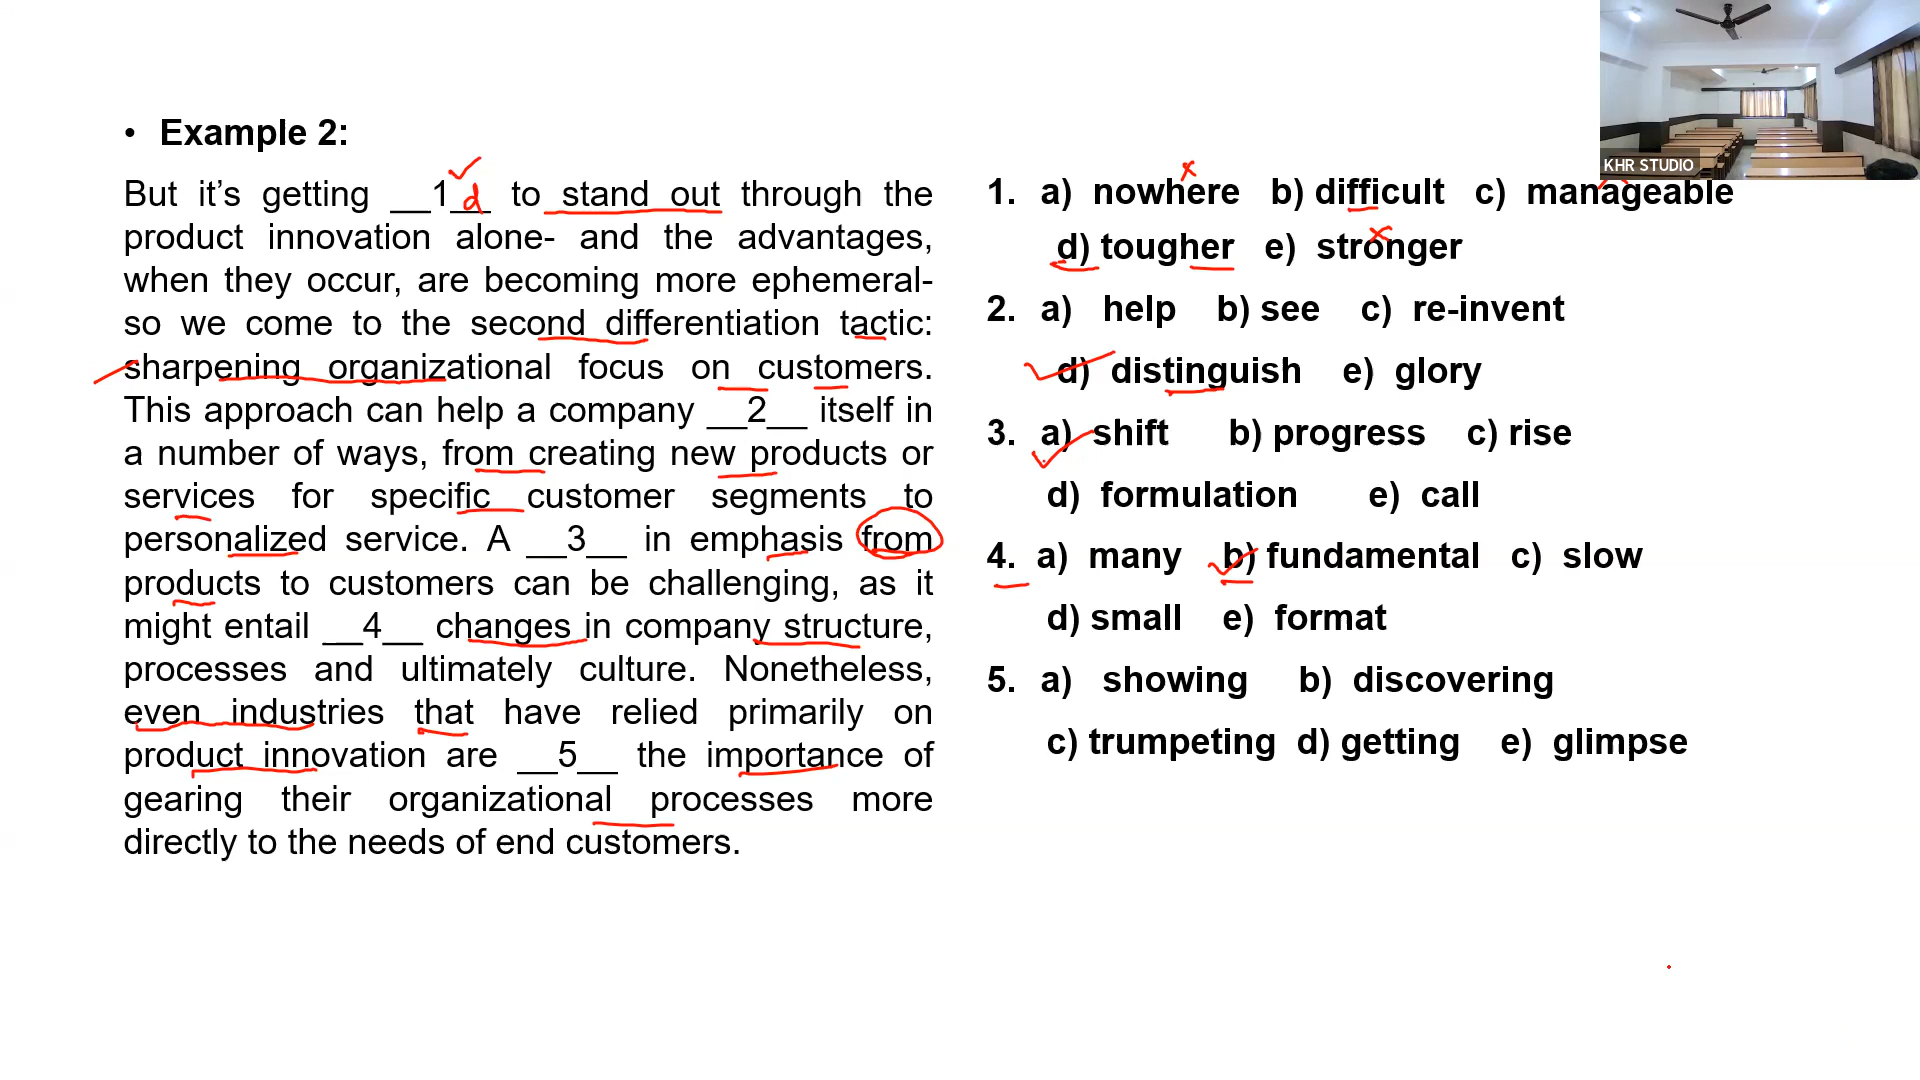 KHR STUDIO
• Example 2:
But it’s getting __1__ to stand out through the
d
product innovation alone- and the advantages,
when they occur, are becoming more ephemeral-
so we come to the second differentiation tactic:
sharpening organizational focus on customers.
This approach can help a company __2__ itself in
a number of ways, from creating new products or
services for specific customer segments to
personalized service. A __3__ in emphasis from
products to customers can be challenging, as it
might entail __4__ changes in company structure,
processes and ultimately culture. Nonetheless,
even industries that have relied primarily on
product innovation are __5__ the importance of
gearing their organizational processes more
directly to the needs of end customers.
1. a) nowhere b) difficult c) manageable
d) tougher e) stronger
2. a) help b) see c) re-invent
d) distinguish e) glory
3. a) shift b) progress c) rise
d) formulation e) call
4. a) many b) fundamental c) slow
d) small e) format
5. a) showing b) discovering
c) trumpeting d) getting e) glimpse